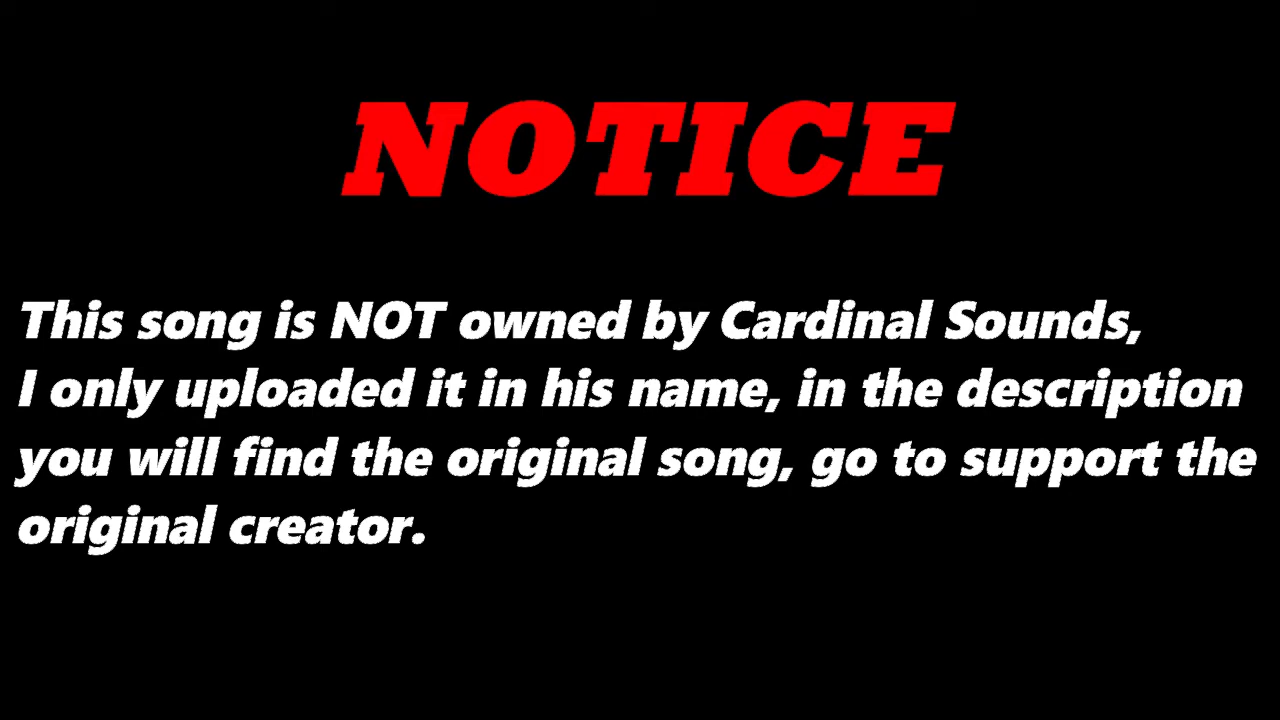 NOTICE
This song is NOT owned by Cardinal Sounds,
I only uploaded it in his name, in the description
you will find the original song, go to support the
original creator.